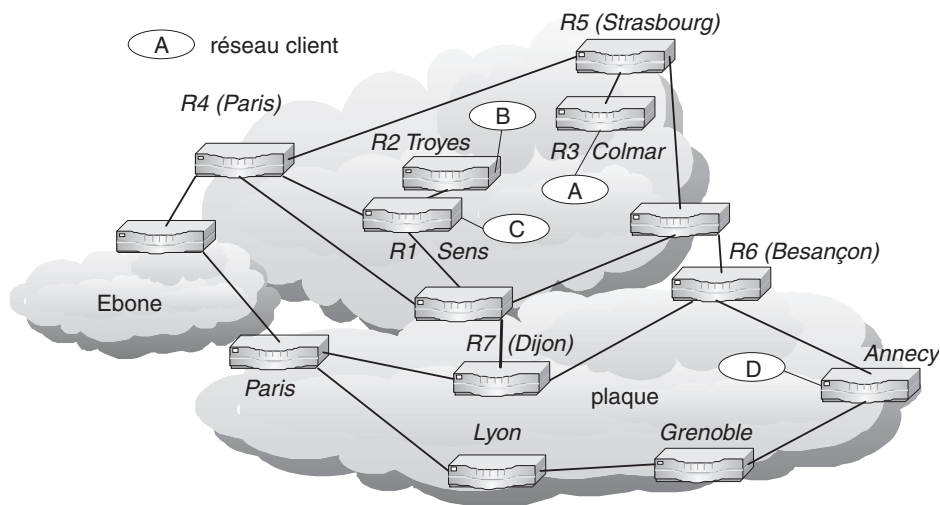 R5 (Strasbourg)
A réseau client
R4 (Paris)
B
R2 Troyes
R3 Colmar
A
C
R1 Sens
R6 (Besançon)
Ebone
R7 (Dijon)
Annecy
D
Paris
plaque
Lyon
Grenoble